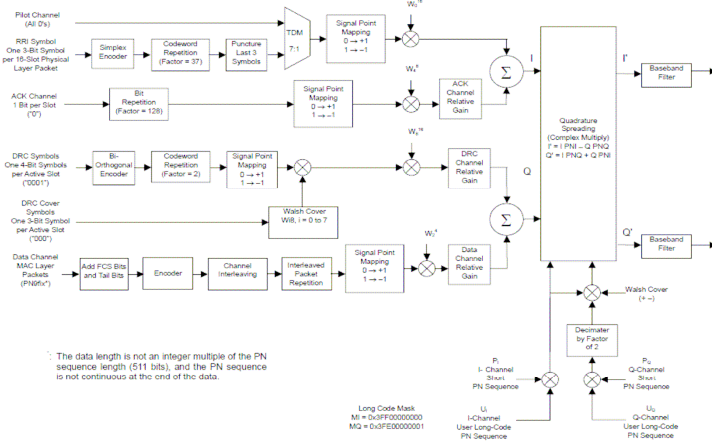 Pilot Channel
(All 0's)
TDM
7:1
Signal Point
Mapping
0 → +1
1 → –1
RRI Symbol
One 3-Bit Symbol
per 16-Slot Physical
Layer Packet
Simplex
Encoder
Codeword
Repetition
(Factor = 37)
Puncture
Last 3
Symbols
Σ
I
I'
Baseband
Filter
ACK Channel
1 Bit per Slot
("0")
Bit
Repetition
(Factor = 128)
Signal Point
Mapping
0 → +1
1 → –1
ACK
Channel
Relative
Gain
Quadrature
Spreading
(Complex Multiply)
I' = I PNI – Q PNQ
Q' = I PNQ + Q PNI
DRC Symbols
One 4-Bit Symbols
per Active Slot
("0001")
Bi-
Orthogonal
Encoder
Codeword
Repetition
(Factor = 2)
Signal Point
Mapping
0 → +1
1 → –1
DRC
Channel
Relative
Gain
Q
DRC Cover
Symbols
One 3-Bit Symbol
per Active Slot
("000")
Walsh Cover
Wi8, i = 0 to 7
Σ
Q'
Baseband
Filter
Data Channel
MAC Layer
Packets
(PN9fix*)
Add FCS Bits
and Tail Bits
Encoder
Channel
Interleaving
Interleaved
Packet
Repetition
Signal Point
Mapping
0 → +1
1 → –1
Data
Channel
Relative
Gain
Walsh Cover
(+ –)
Decimater
by Factor
of 2
*: The data length is not an integer multiple of the PN
sequence length (511 bits), and the PN sequence
is not continuous at the end of the data.
I- Channel
Short
PN Sequence
Q-Channel
Short
PN Sequence
Long Code Mask
MI = 0x3FF00000000
MQ = 0x3FE00000001
I-Channel
User Long-Code
PN Sequence
Q-Channel
User Long-Code
PN Sequence